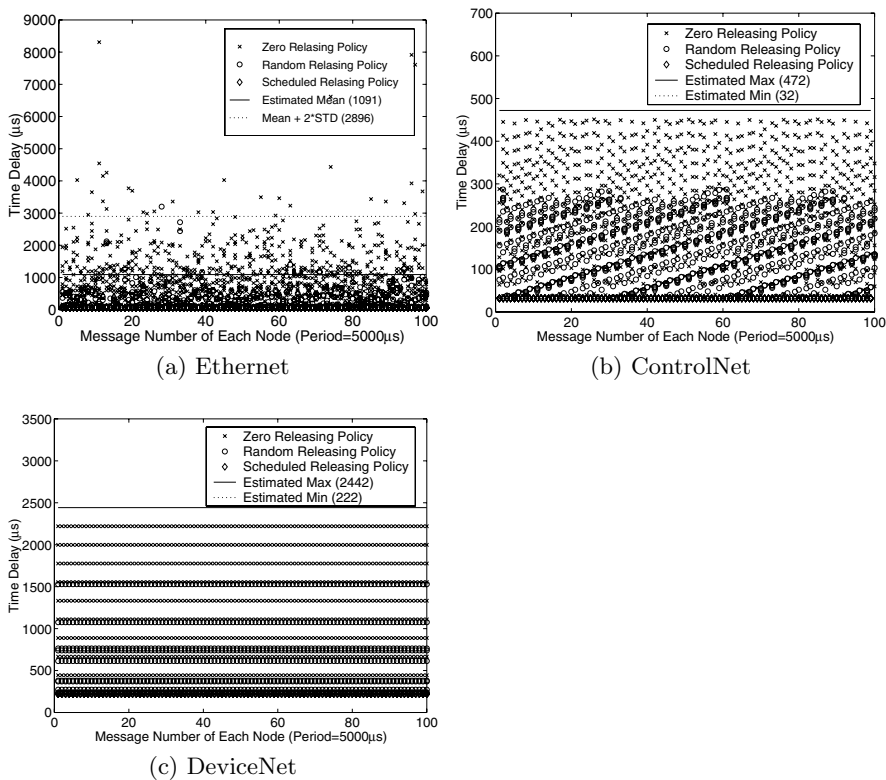 9000
8000
7000
6000
5000
4000
3000
2000
1000
0
Time Delay (µs)
Zero Relasing Policy
Random Relasing Policy
Scheduled Relasing Policy
Estimated Mean (1091)
Mean + 2*STD (2896)
0 20 40 60 80 100
Message Number of Each Node (Period=5000µs)
(a) Ethernet
700
600
500
400
300
200
100
0
Time Delay (µs)
Zero Releasing Policy
Random Releasing Policy
Scheduled Releasing Policy
Estimated Max (472)
Estimated Min (32)
20 40 60 80 100
Message Number of Each Node (Period=5000µs)
(b) ControlNet
3500
3000
2500
2000
1500
1000
500
0
Time Delay (µs)
Zero Releasing Policy
Random Releasing Policy
Scheduled Releasing Policy
Estimated Max (2442)
Estimated Min (222)
0 20 40 60 80 100
Message Number of Each Node (Period=5000µs)
(c) DeviceNet